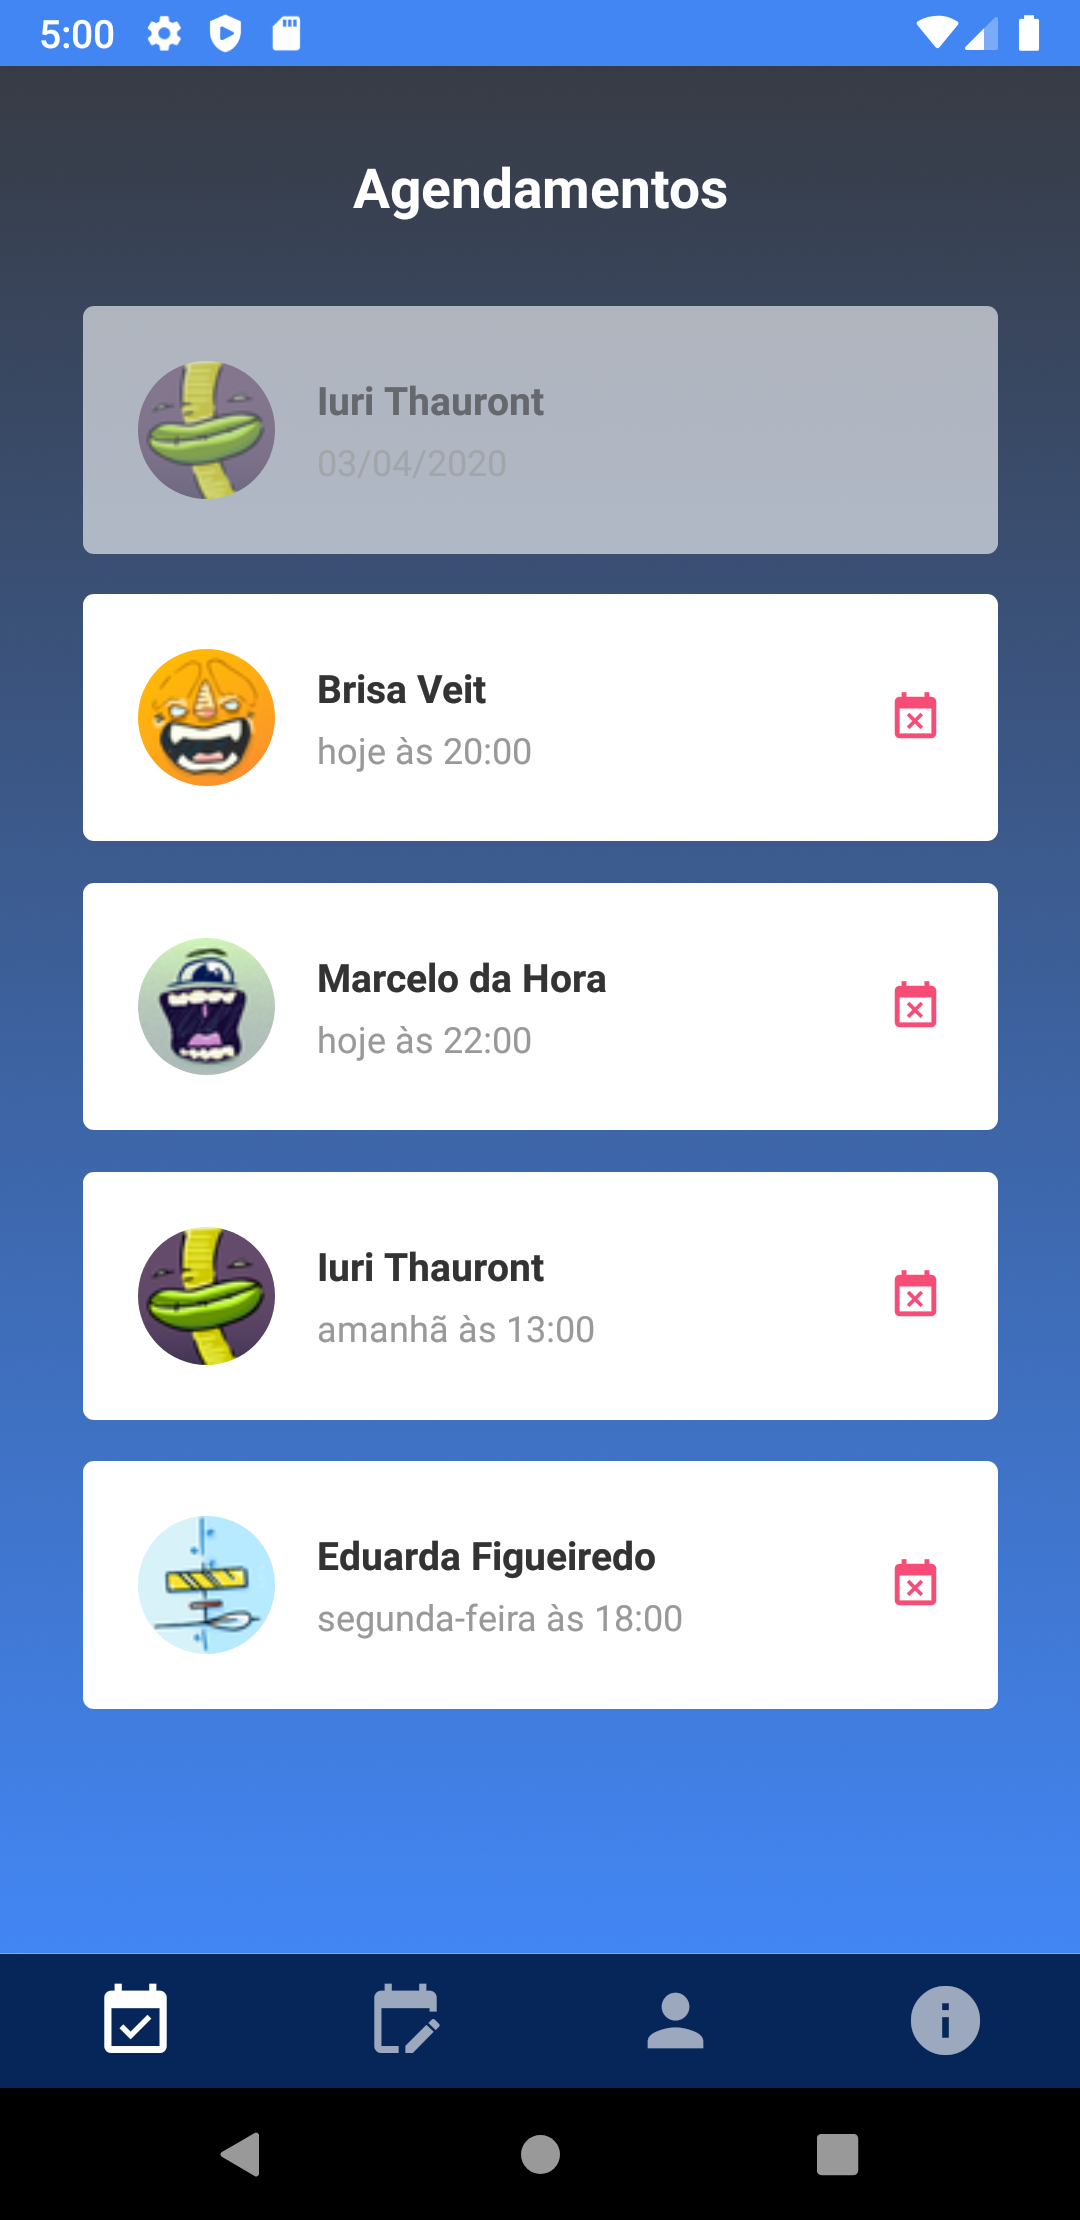 5:00
Agendamentos
Iuri Thauront
03/04/2020
Brisa Veit
hoje às 20:00
Marcelo da Hora
hoje às 22:00
Iuri Thauront
amanhã às 13:00
Eduarda Figueiredo
segunda-feira às 18:00